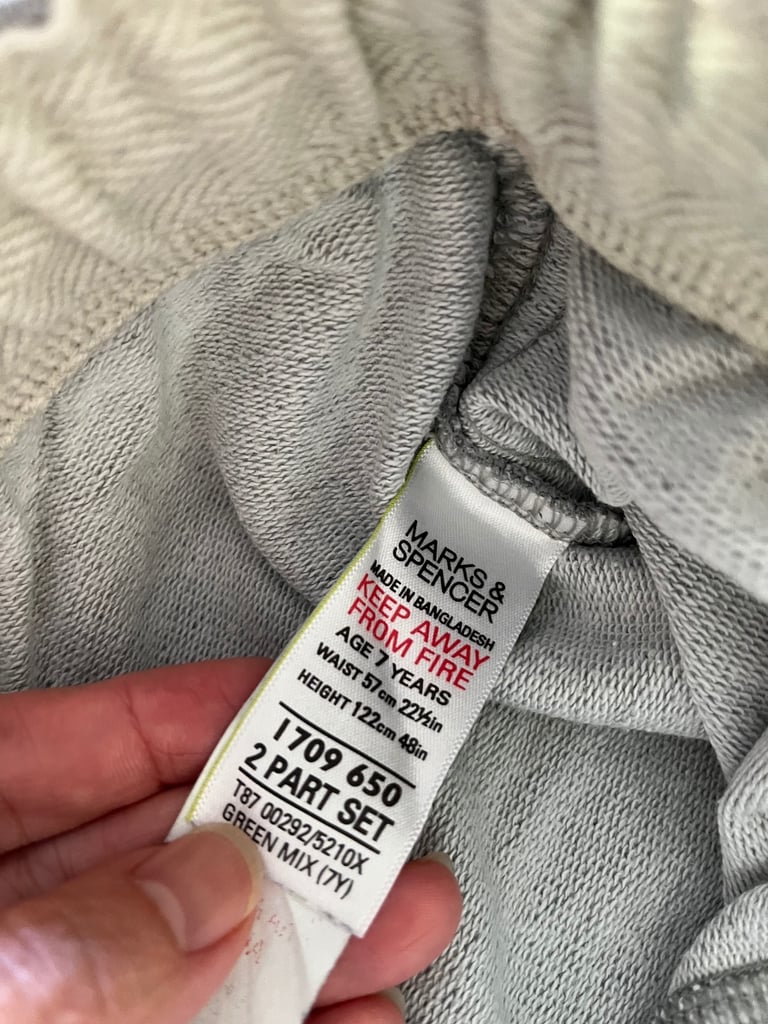 MARKS &
SPENCER
MADE IN BANGLADESH
KEEP AWAY
FROM FIRE
AGE 7 YEARS
WAIST 57cm 22½in
HEIGHT 122cm 48in
1709 650
2 PART SET
T87 00292/5210X
GREEN MIX (7Y)